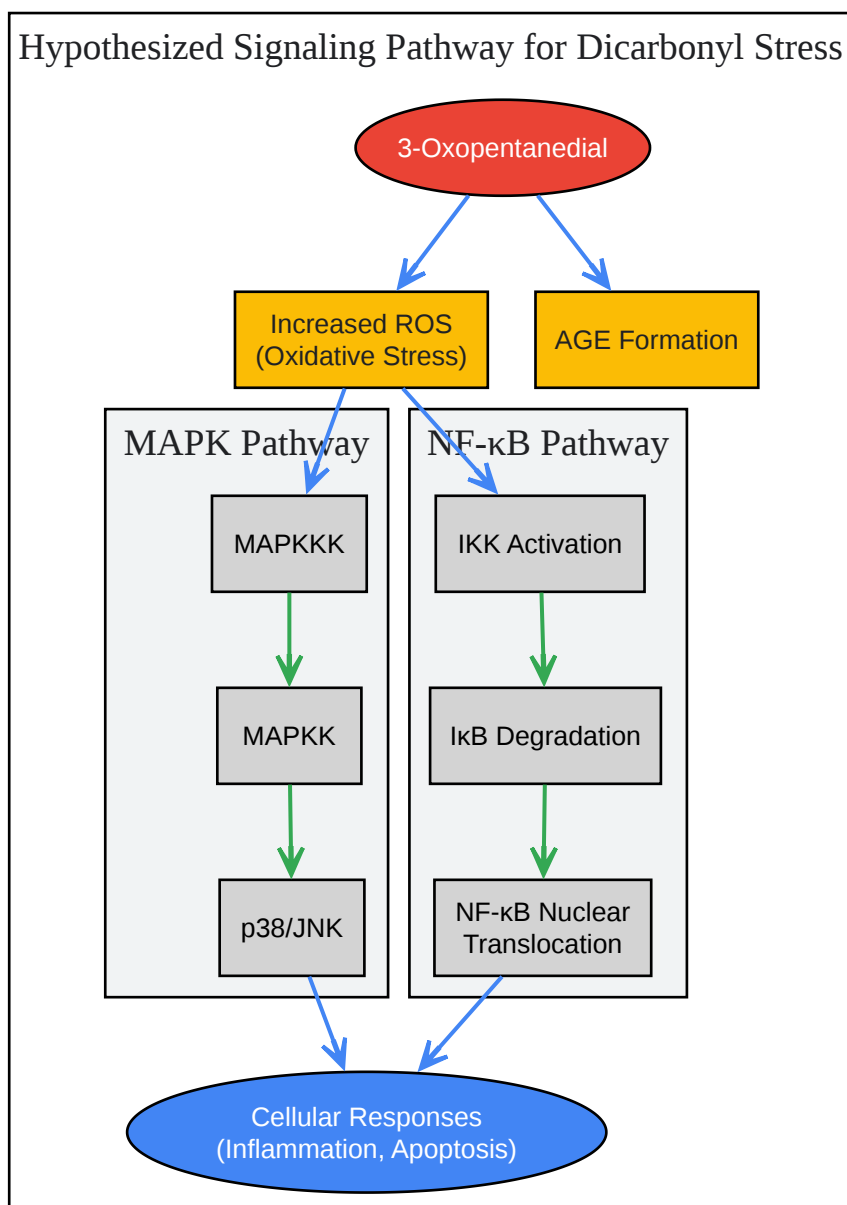 Hypothesized Signaling Pathway for Dicarbonyl Stress
3-Oxopentanedial
Increased ROS
(Oxidative Stress)
AGE Formation
MAPK Pathway
NF-κB Pathway
MAPKKK
IKK Activation
MAPKK
IκB Degradation
p38/JNK
NF-κB Nuclear
Translocation
Cellular Responses
(Inflammation, Apoptosis)